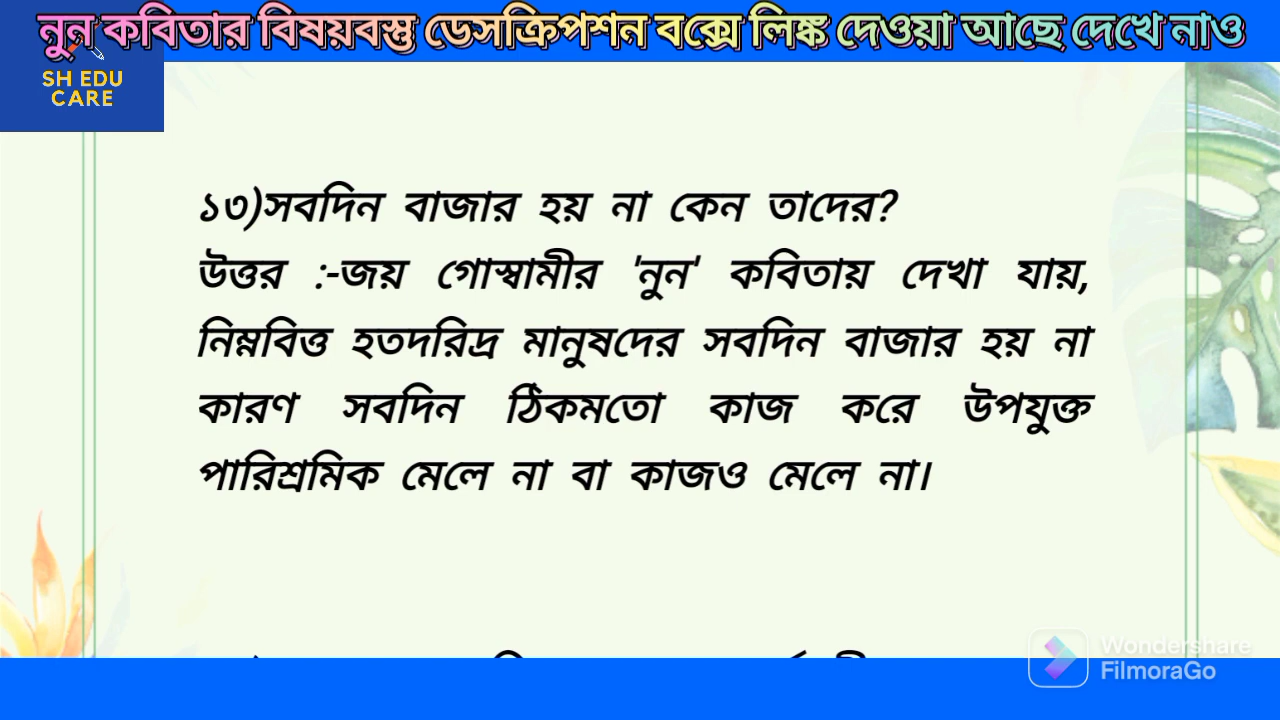 নুন কবিতার বিষয়বস্তু ডেসক্রিপশন বক্সে লিঙ্ক দেওয়া আছে দেখে নাও
SH EDU
CARE
১৩)সবদিন বাজার হয় না কেন তাদের?
উত্তর :-জয় গোস্বামীর 'নুন' কবিতায় দেখা যায়,
নিম্নবিত্ত হতদরিদ্র মানুষদের সবদিন বাজার হয় না
কারণ সবদিন ঠিকমতো কাজ করে উপযুক্ত
পারিশ্রমিক মেলে না বা কাজও মেলে না।
Wondershare
FilmoraGo